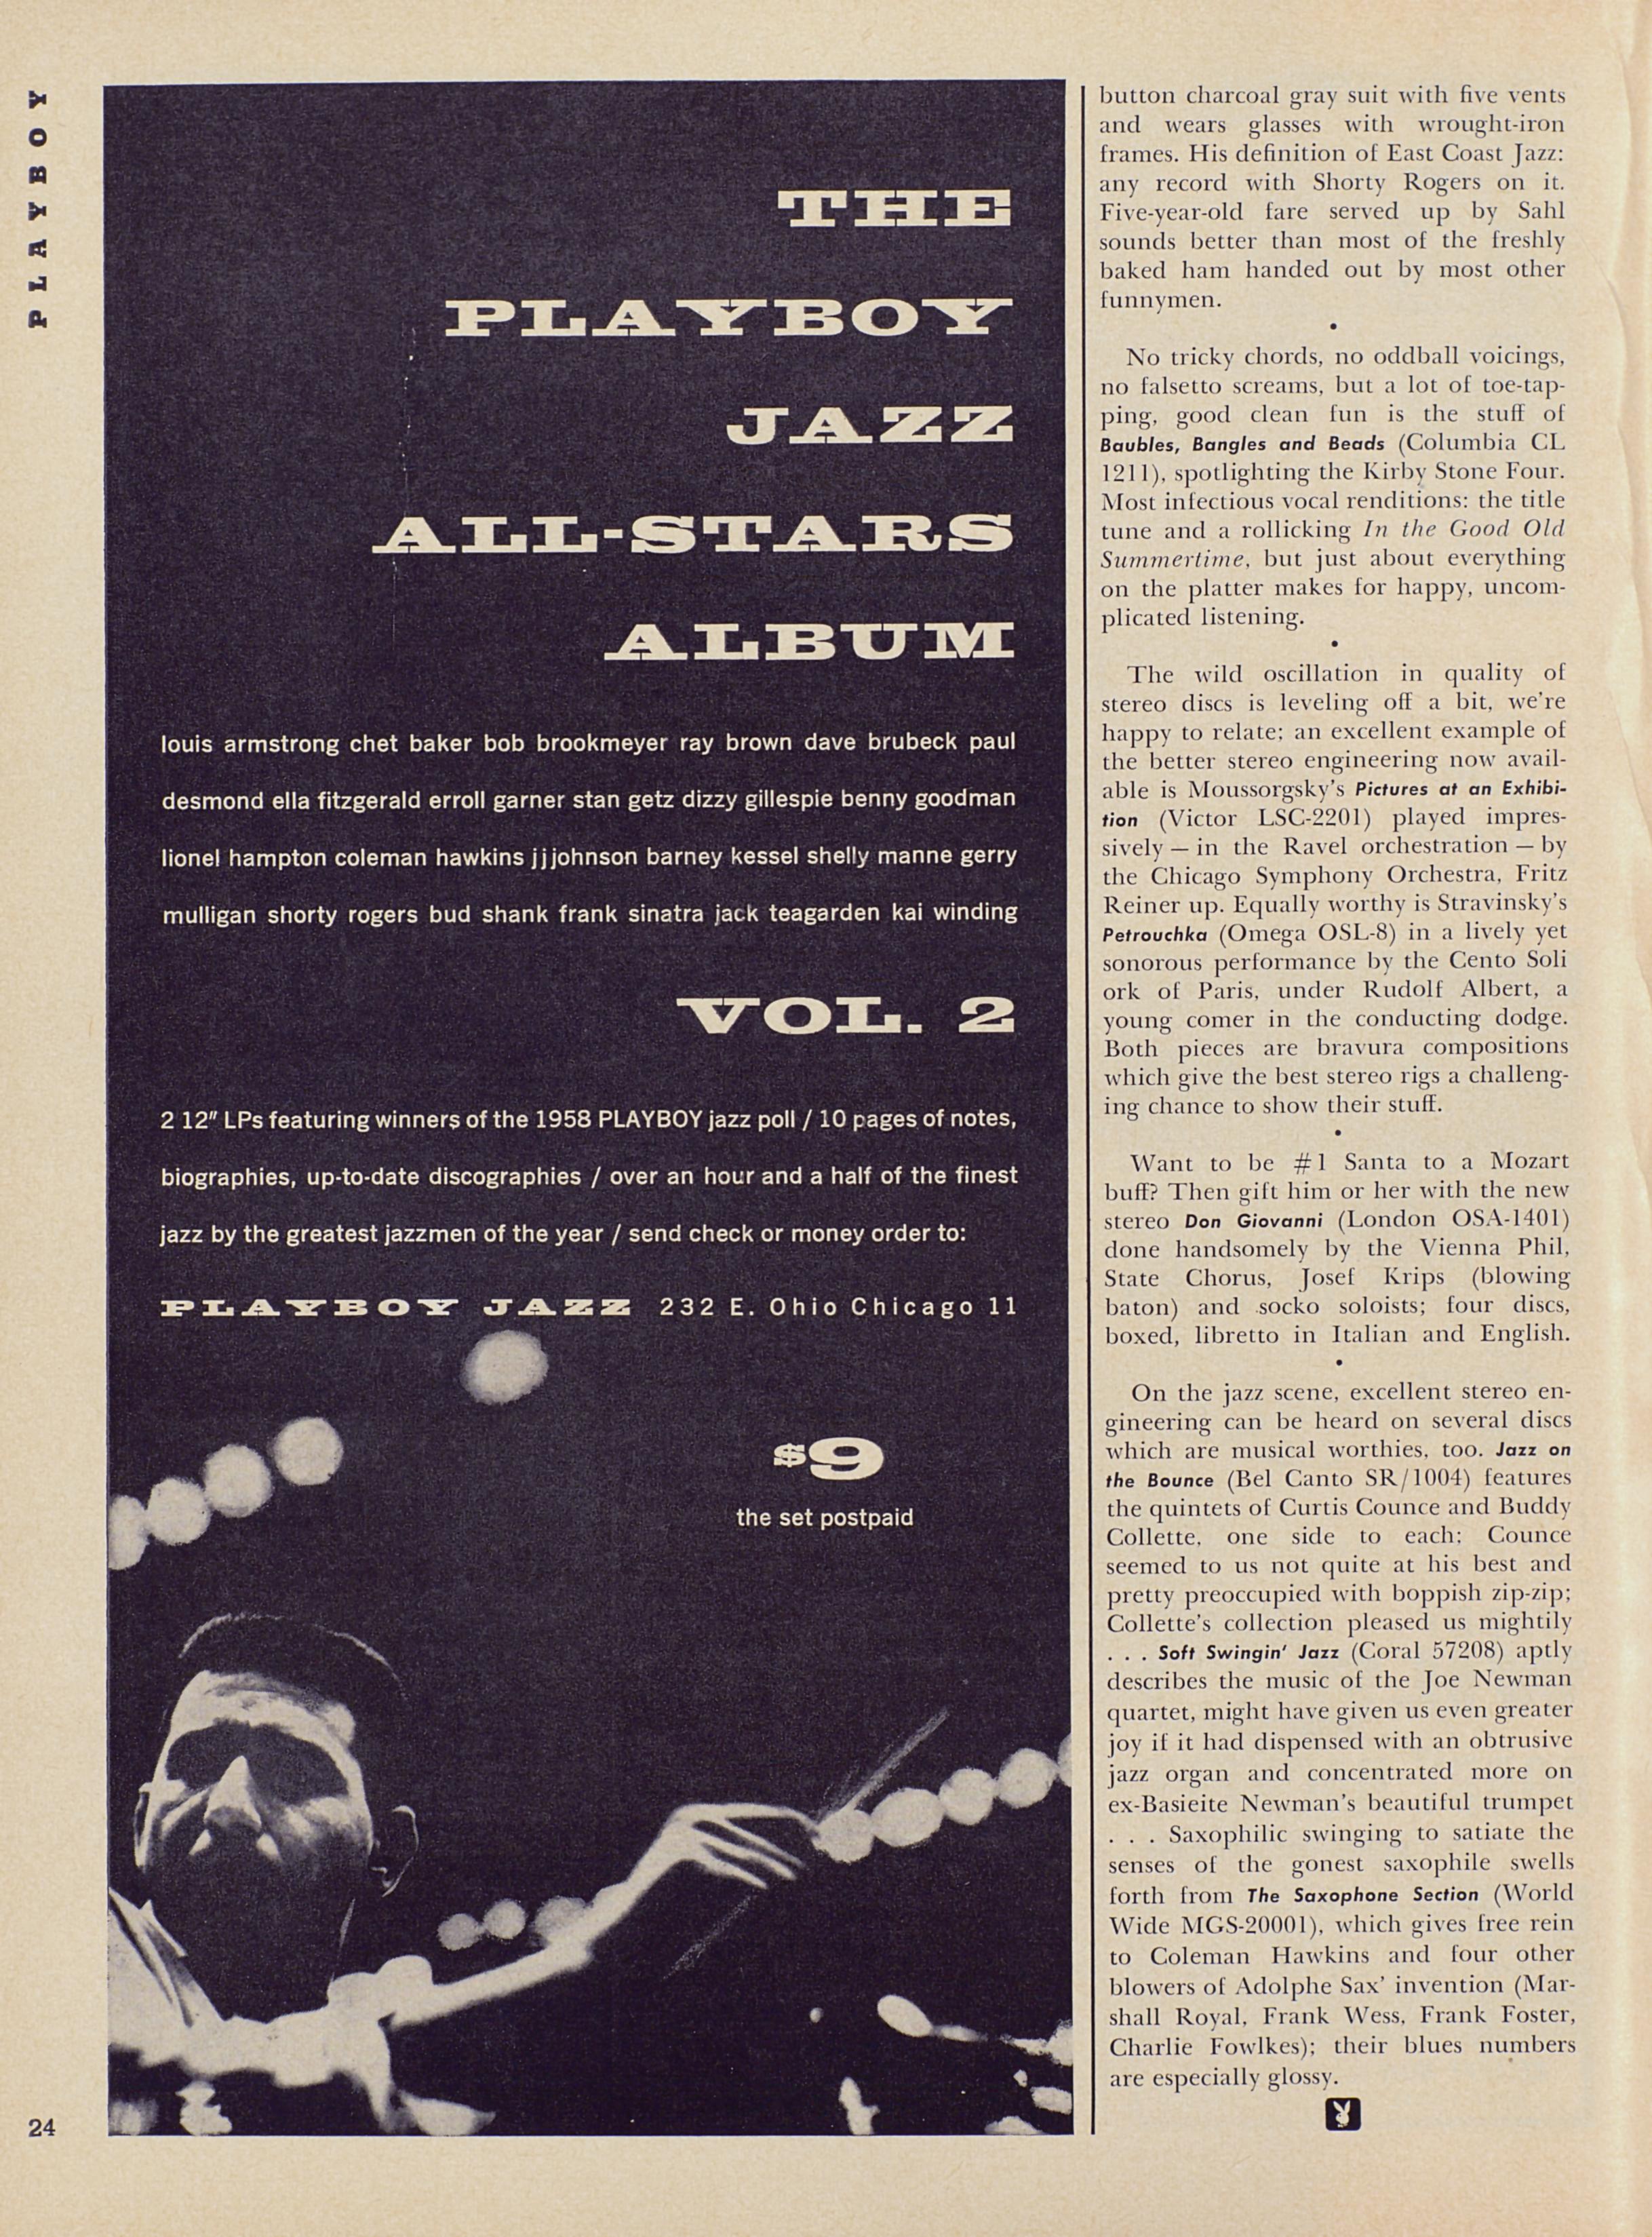 PLAYBOY
THE
PLAYBOY
JAZZ
ALL-STARS
ALBUM
louis armstrong chet baker bob brookmeyer ray brown dave brubeck paul
desmond ella fitzgerald erroll garner stan getz dizzy gillespie benny goodman
lionel hampton coleman hawkins j j johnson barney kessel shelly manne gerry
mulligan shorty rogers bud shank frank sinatra jack teagarden kai winding
VOL. 2
2 12" LPs featuring winners of the 1958 PLAYBOY jazz poll / 10 pages of notes,
biographies, up-to-date discographies / over an hour and a half of the finest
jazz by the greatest jazzmen of the year / send check or money order to:
PLAYBOY JAZZ 232 E. Ohio Chicago 11
$9
the set postpaid
24
button charcoal gray suit with five vents
and wears glasses with wrought-iron
frames. His definition of East Coast Jazz:
any record with Shorty Rogers on it.
Five-year-old fare served up by Sahl
sounds better than most of the freshly
baked ham handed out by most other
funnymen.
•
No tricky chords, no oddball voicings,
no falsetto screams, but a lot of toe-tap-
ping, good clean fun is the stuff of
Baubles, Bangles and Beads (Columbia CL
1211), spotlighting the Kirby Stone Four.
Most infectious vocal renditions: the title
tune and a rollicking In the Good Old
Summertime, but just about everything
on the platter makes for happy, uncom-
plicated listening.
•
The wild oscillation in quality of
stereo discs is leveling off a bit, we're
happy to relate; an excellent example of
the better stereo engineering now avail-
able is Moussorgsky's Pictures at an Exhibi-
tion (Victor LSC-2201) played impres-
sively — in the Ravel orchestration — by
the Chicago Symphony Orchestra, Fritz
Reiner up. Equally worthy is Stravinsky's
Petrouchka (Omega OSL-8) in a lively yet
sonorous performance by the Cento Soli
ork of Paris, under Rudolf Albert, a
young comer in the conducting dodge.
Both pieces are bravura compositions
which give the best stereo rigs a challeng-
ing chance to show their stuff.
•
Want to be #1 Santa to a Mozart
buff? Then gift him or her with the new
stereo Don Giovanni (London OSA-1401)
done handsomely by the Vienna Phil,
State Chorus, Josef Krips (blowing
baton) and socko soloists; four discs,
boxed, libretto in Italian and English.
•
On the jazz scene, excellent stereo en-
gineering can be heard on several discs
which are musical worthies, too. Jazz on
the Bounce (Bel Canto SR/1004) features
the quintets of Curtis Counce and Buddy
Collette, one side to each; Counce
seemed to us not quite at his best and
pretty preoccupied with boppish zip-zip;
Collette's collection pleased us mightily
. . . Soft Swingin' Jazz (Coral 57208) aptly
describes the music of the Joe Newman
quartet, might have given us even greater
joy if it had dispensed with an obtrusive
jazz organ and concentrated more on
ex-Basieite Newman's beautiful trumpet
. . . Saxophilic swinging to satiate the
senses of the gonest saxophile swells
forth from The Saxophone Section (World
Wide MGS-20001), which gives free rein
to Coleman Hawkins and four other
blowers of Adolphe Sax' invention (Mar-
shall Royal, Frank Wess, Frank Foster,
Charlie Fowlkes); their blues numbers
are especially glossy.